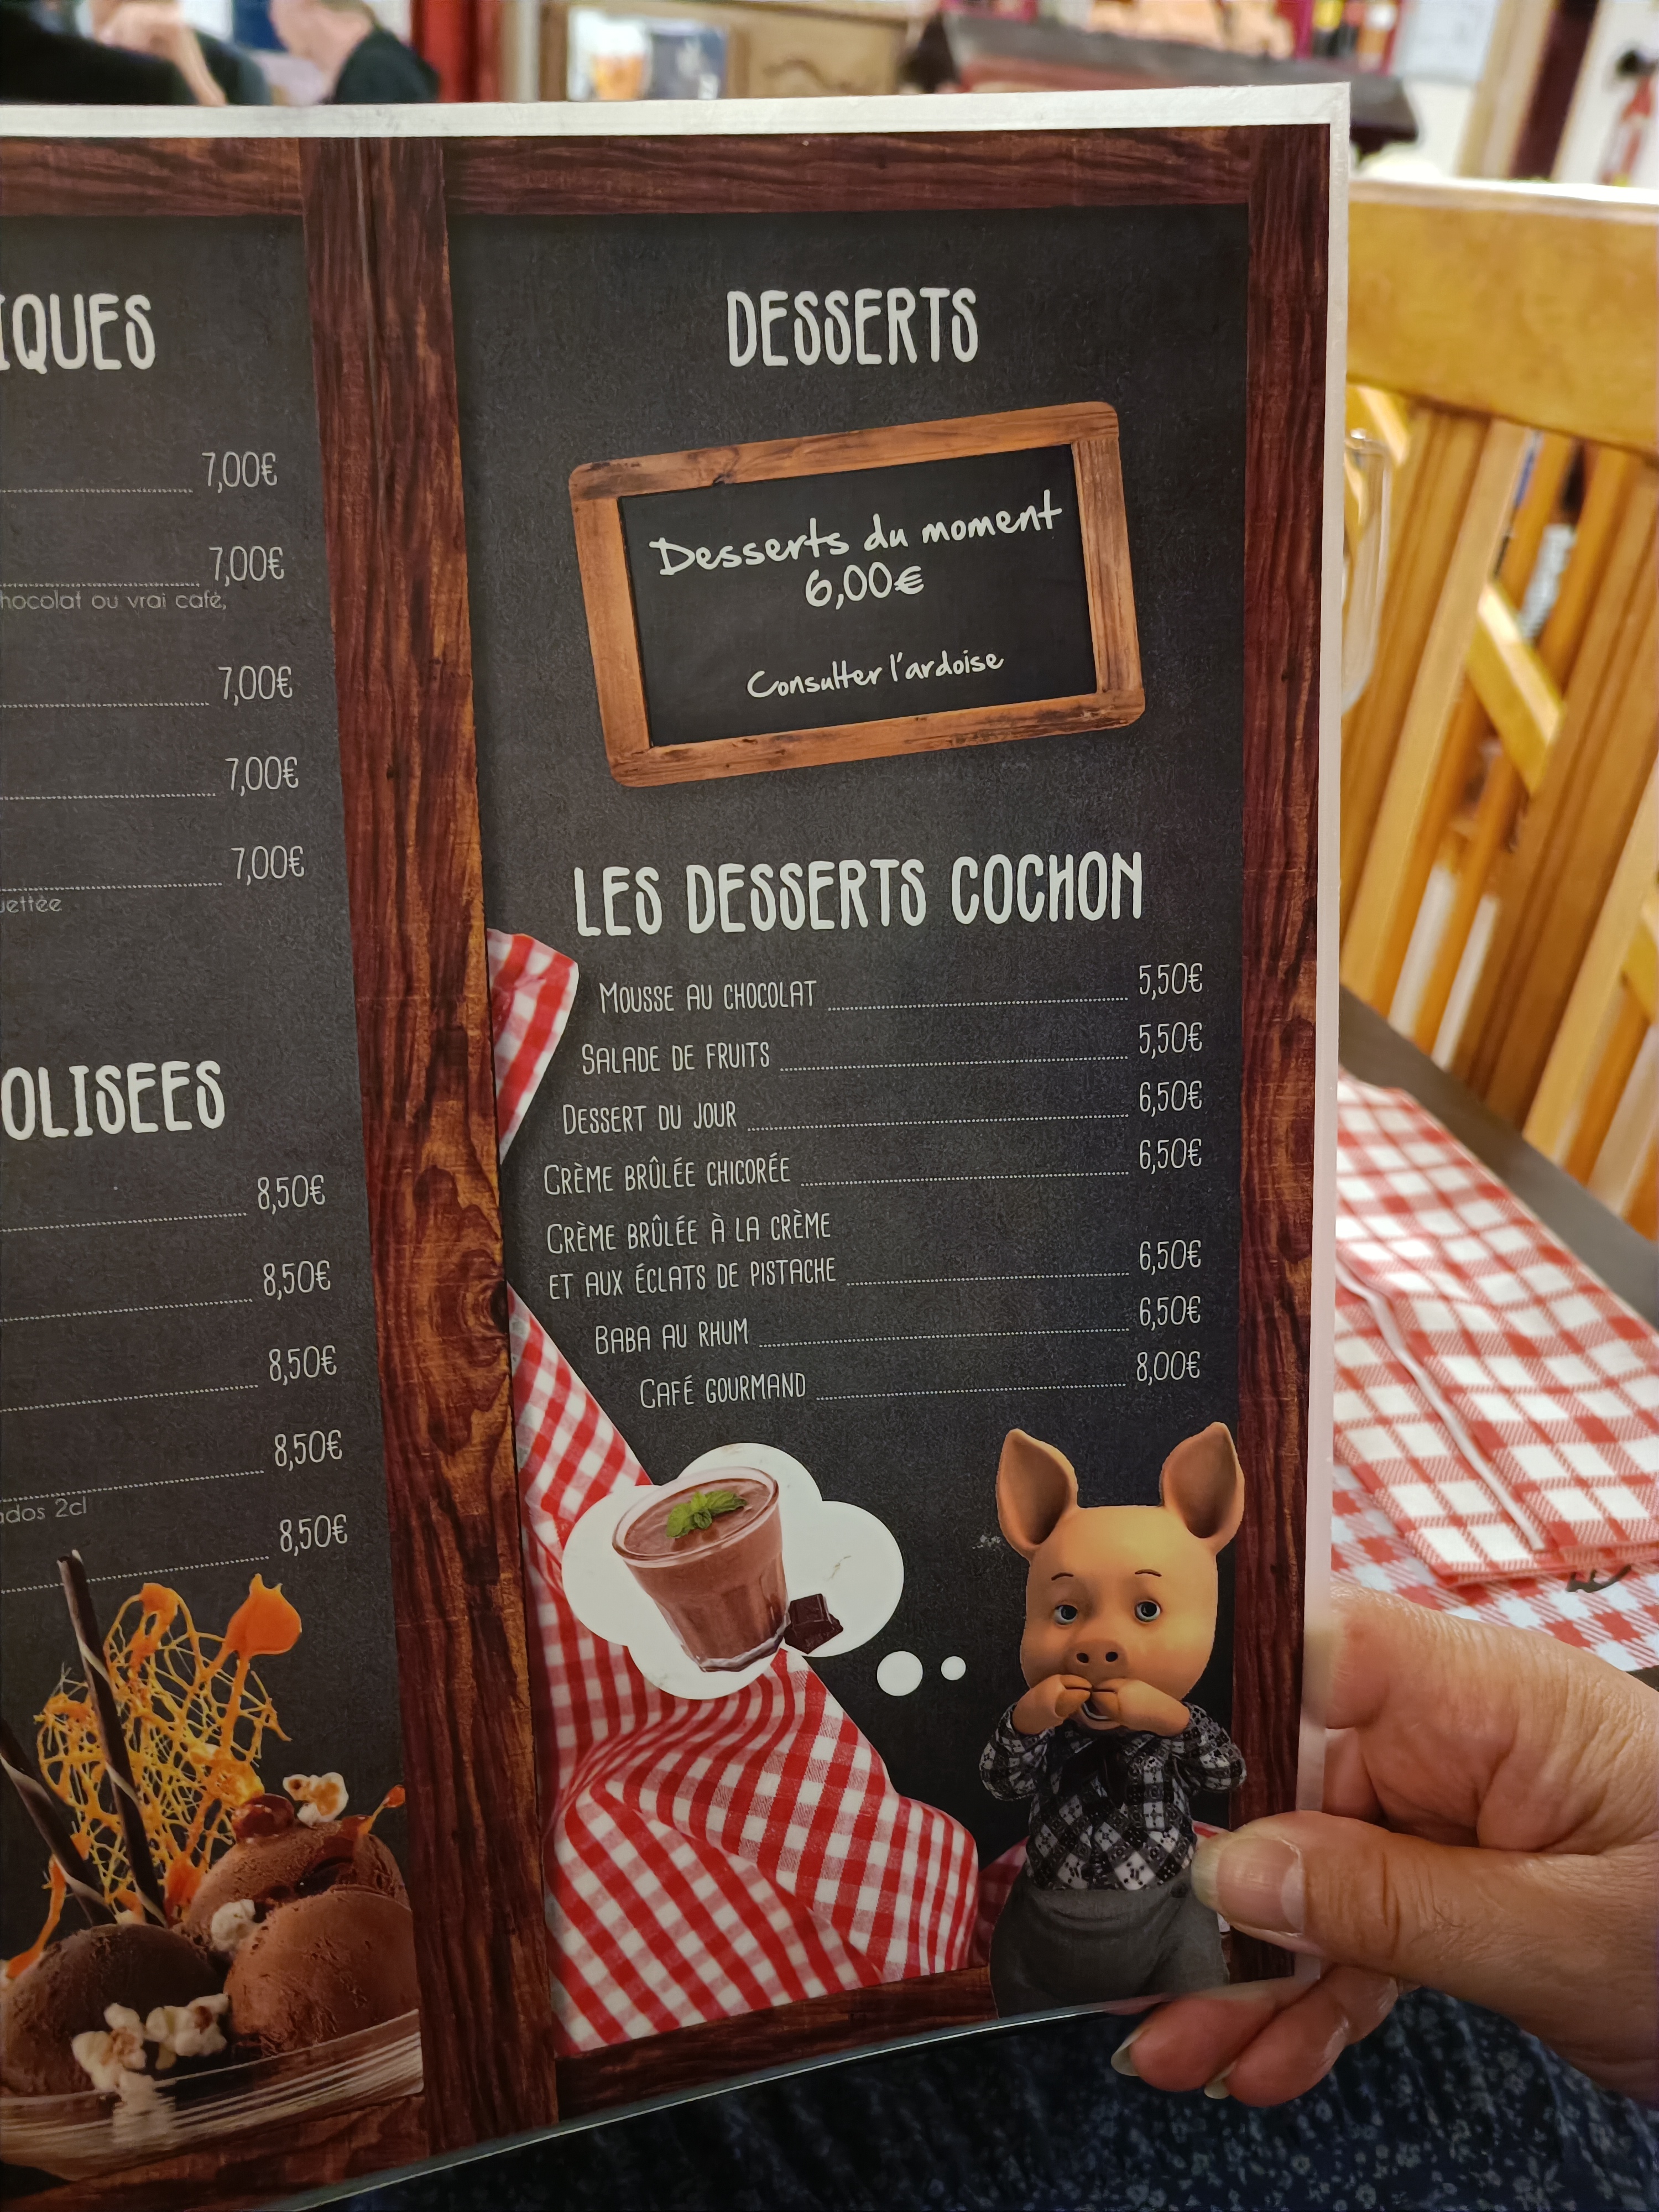 IQUES
7,00€
7,00€
chocolat ou vrai café,
7,00€
7,00€
7,00€
OLISEES
8,50€
8,50€
8,50€
8,50€
2cl
8,50€
DESSERTS
Desserts du moment
6,00€
Consulter l'ardoise
LES DESSERTS COCHON
MOUSSE AU CHOCOLAT 5,50€
SALADE DE FRUITS 5,50€
DESSERT DU JOUR 6,50€
CRÈME BRÛLÉE CHICORÉE 6,50€
CRÈME BRÛLÉE À LA CRÈME
ET AUX ÉCLATS DE PISTACHE 6,50€
BABA AU RHUM 6,50€
CAFÉ GOURMAND 8,00€